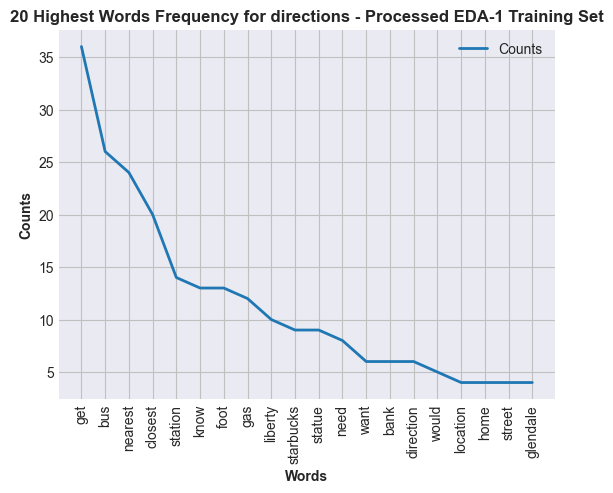 20 Highest Words Frequency for directions - Processed EDA-1 Training Set
Counts
35
30
25
20
15
10
5
Counts
get
bus
nearest
closest
station
know
foot
gas
liberty
starbucks
statue
need
want
bank
direction
would
location
home
street
glendale
Words